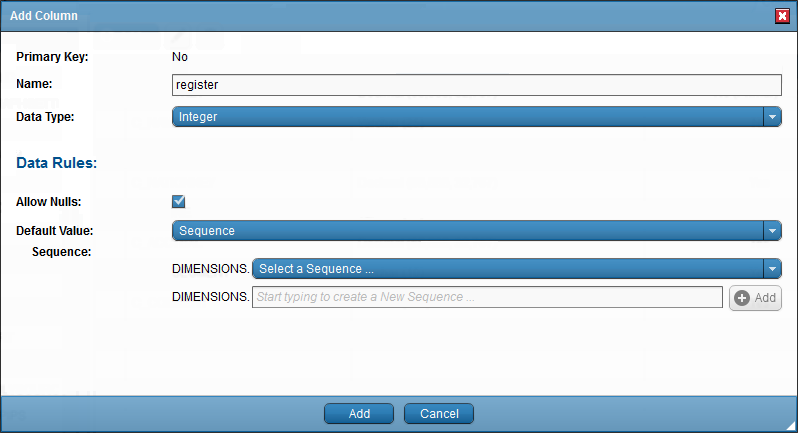 Add Column
Primary Key: No
Name: register
Data Type: Integer
Data Rules:
Allow Nulls:
Default Value: Sequence
Sequence:
DIMENSIONS. Select a Sequence ...
DIMENSIONS. Start typing to create a New Sequence ... Add
Add Cancel